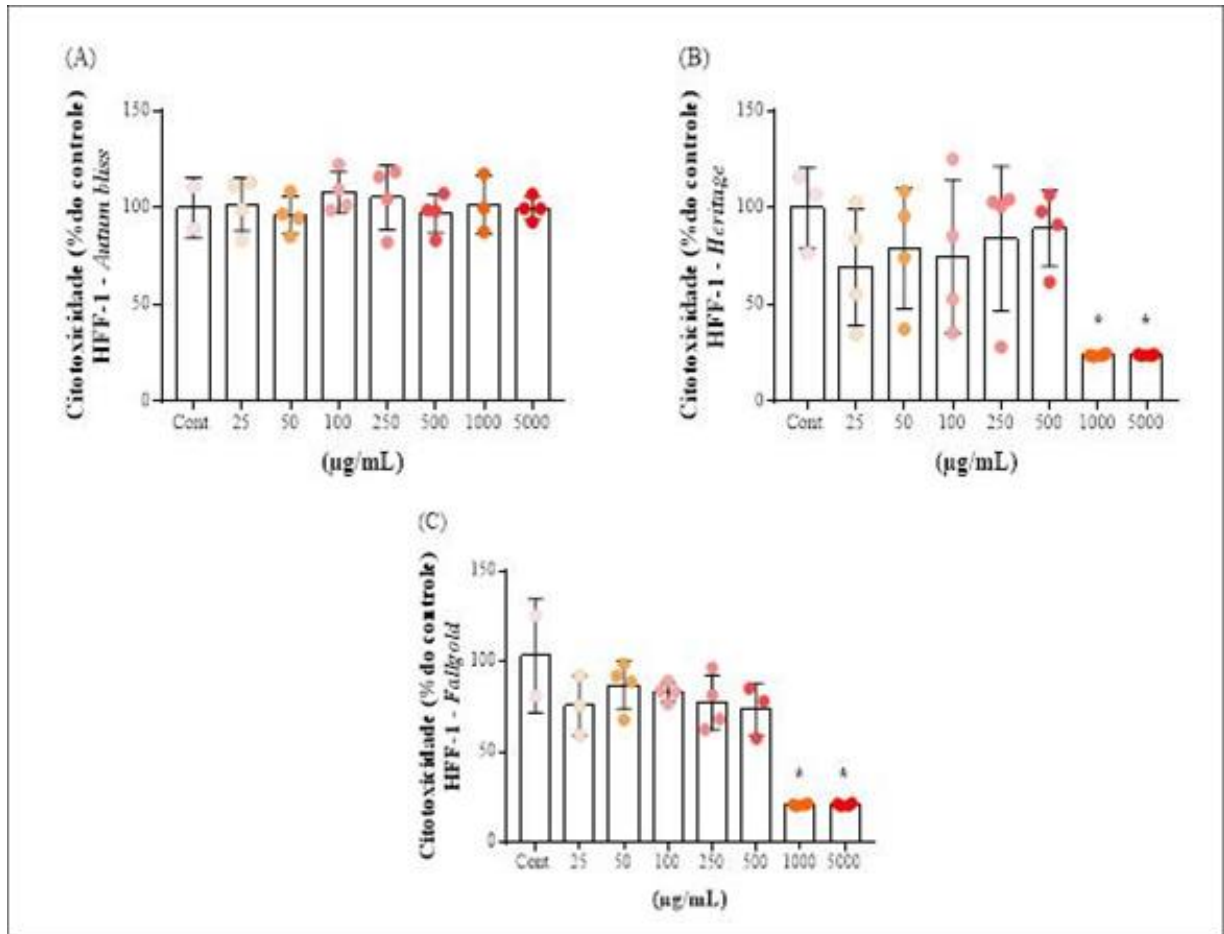 (A)
Citotoxicidade (% do controle)
HFF-1 - Autum bliss
150
100
50
0
Cont 25 50 100 250 500 1000 5000
(µg/mL)
(B)
Citotoxicidade (% do controle)
HFF-1 - Heritage
150
100
50
0
* *
Cont 25 50 100 250 500 1000 5000
(µg/mL)
(C)
Citotoxicidade (% do controle)
HFF-1 - Fallgold
150
100
50
0
* *
Cont 25 50 100 250 500 1000 5000
(µg/mL)